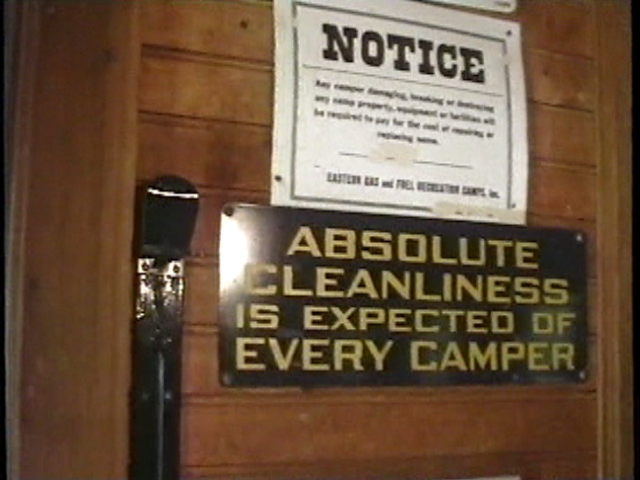 NOTICE
Any camper damaging, breaking or destroying
any camp property, equipment or facilities will
be required to pay for the cost of repairing or
replacing same.
EASTERN GAS and FUEL RECREATION CAMPS, Inc.
ABSOLUTE
CLEANLINESS
IS EXPECTED OF
EVERY CAMPER